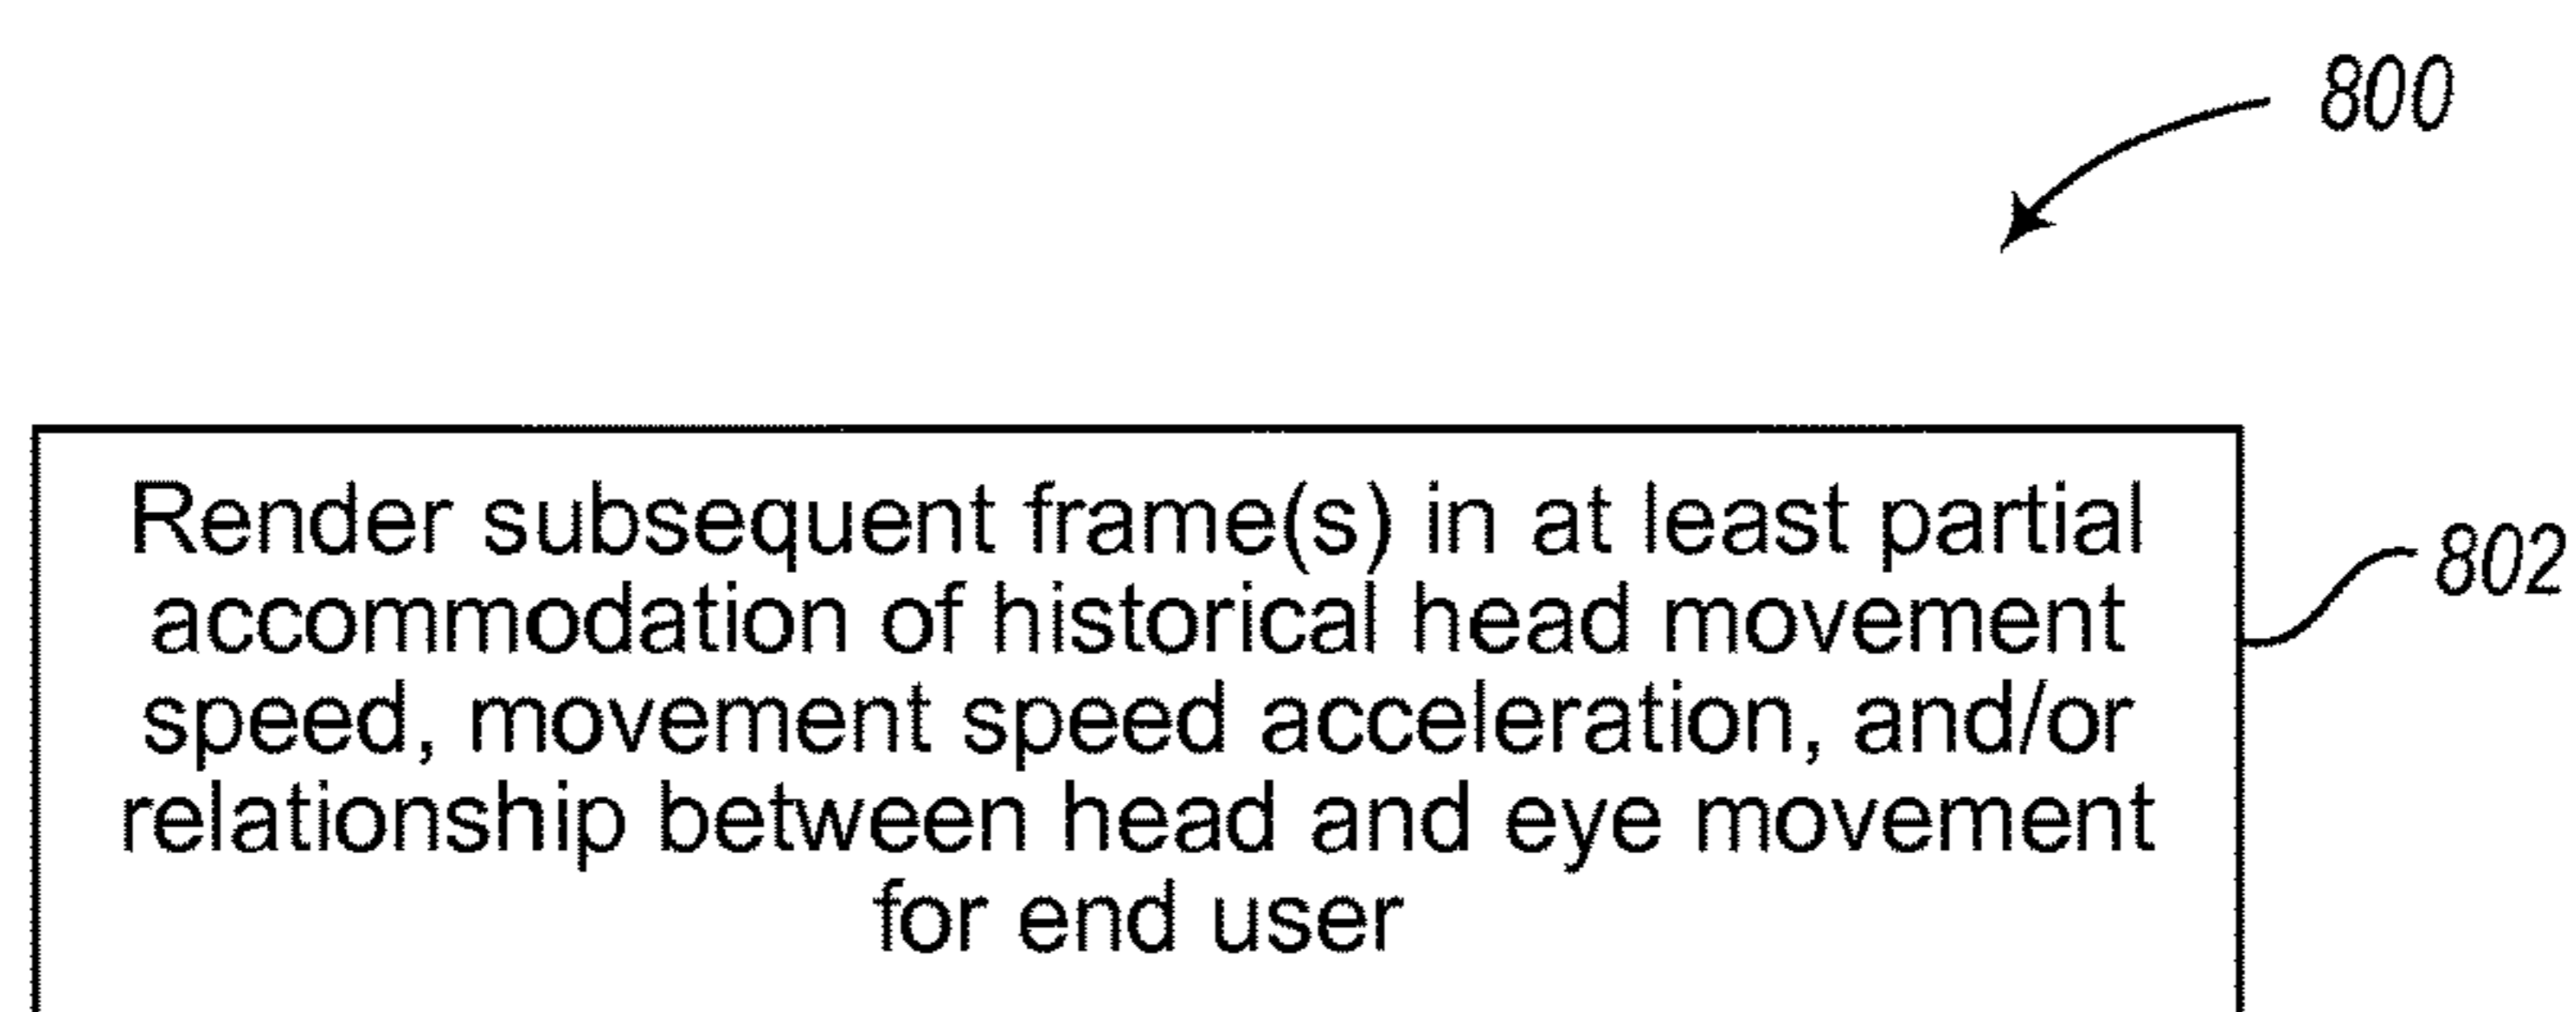 800
Render subsequent frame(s) in at least partial
accommodation of historical head movement
speed, movement speed acceleration, and/or
relationship between head and eye movement
for end user
802